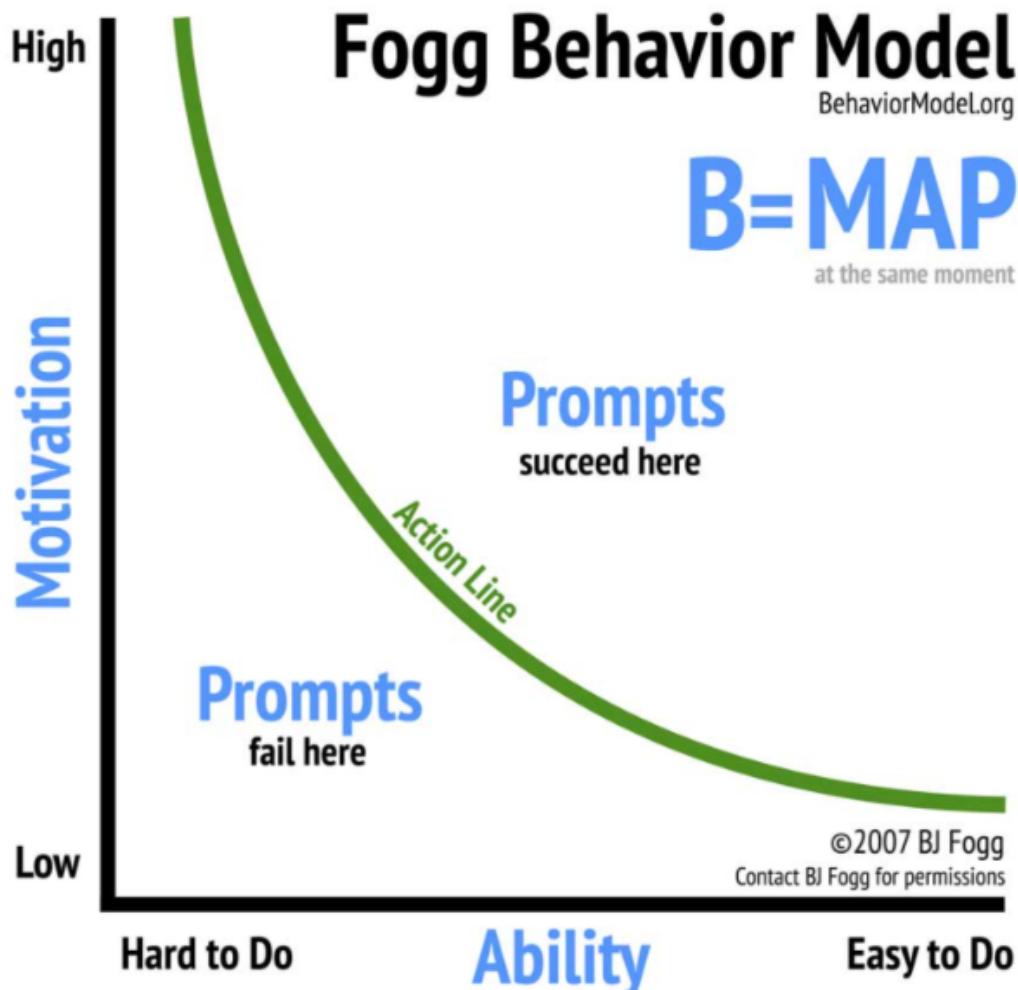 High
Fogg Behavior Model
BehaviorModel.org
B=MAP
at the same moment
Motivation
Prompts
succeed here
Action Line
Prompts
fail here
Low
©2007 BJ Fogg
Contact BJ Fogg for permissions
Hard to Do
Ability
Easy to Do